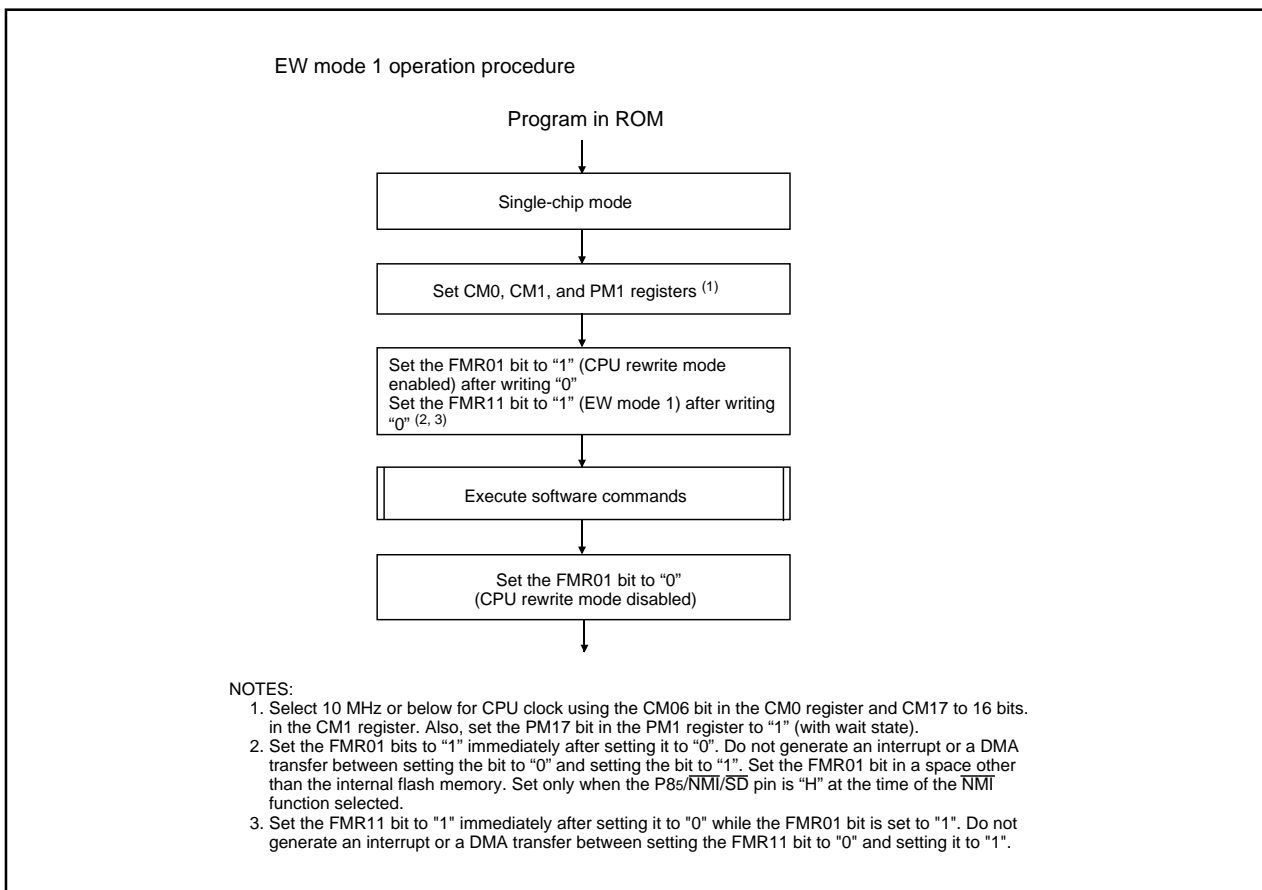 EW mode 1 operation procedure
Program in ROM
Single-chip mode
Set CM0, CM1, and PM1 registers (1)
Set the FMR01 bit to “1” (CPU rewrite mode
enabled) after writing “0”
Set the FMR11 bit to “1” (EW mode 1) after writing
“0” (2, 3)
Execute software commands
Set the FMR01 bit to “0”
(CPU rewrite mode disabled)
NOTES:
1. Select 10 MHz or below for CPU clock using the CM06 bit in the CM0 register and CM17 to 16 bits.
in the CM1 register. Also, set the PM17 bit in the PM1 register to “1” (with wait state).
2. Set the FMR01 bits to “1” immediately after setting it to “0”. Do not generate an interrupt or a DMA
transfer between setting the bit to “0” and setting the bit to “1”. Set the FMR01 bit in a space other
than the internal flash memory. Set only when the P85/NMI/SD pin is “H” at the time of the NMI
function selected.
3. Set the FMR11 bit to "1" immediately after setting it to "0" while the FMR01 bit is set to "1". Do not
generate an interrupt or a DMA transfer between setting the FMR11 bit to "0" and setting it to "1".